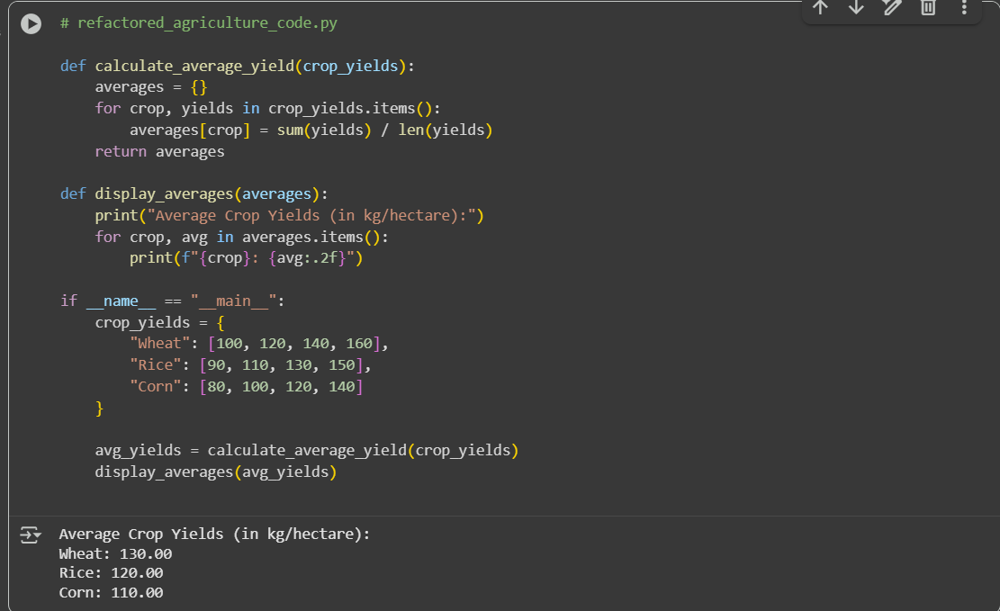 # refactored_agriculture_code.py
def calculate_average_yield(crop_yields):
    averages = {}
    for crop, yields in crop_yields.items():
        averages[crop] = sum(yields) / len(yields)
    return averages
def display_averages(averages):
    print("Average Crop Yields (in kg/hectare):")
    for crop, avg in averages.items():
        print(f"{crop}: {avg:.2f}")
if __name__ == "__main__":
    crop_yields = {
        "Wheat": [100, 120, 140, 160],
        "Rice": [90, 110, 130, 150],
        "Corn": [80, 100, 120, 140]
    }
    avg_yields = calculate_average_yield(crop_yields)
    display_averages(avg_yields)
Average Crop Yields (in kg/hectare):
Wheat: 130.00
Rice: 120.00
Corn: 110.00